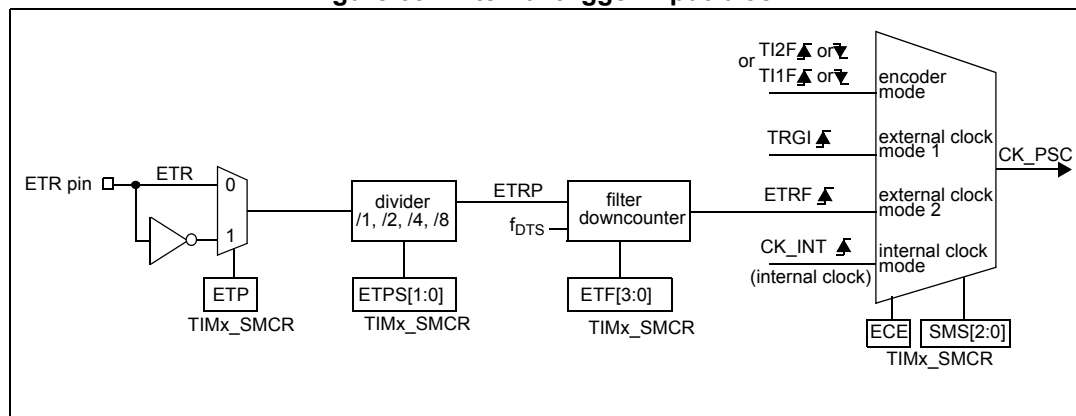 or TI2F or
TI1F or
encoder
mode
TRGI
external clock
mode 1
CK_PSC
ETR pin
ETR
0
1
divider
/1, /2, /4, /8
ETRP
filter
downcounter
fDTS
ETRF
external clock
mode 2
CK_INT
(internal clock)
internal clock
mode
ETP
TIMx_SMCR
ETPS[1:0]
TIMx_SMCR
ETF[3:0]
TIMx_SMCR
ECE
SMS[2:0]
TIMx_SMCR